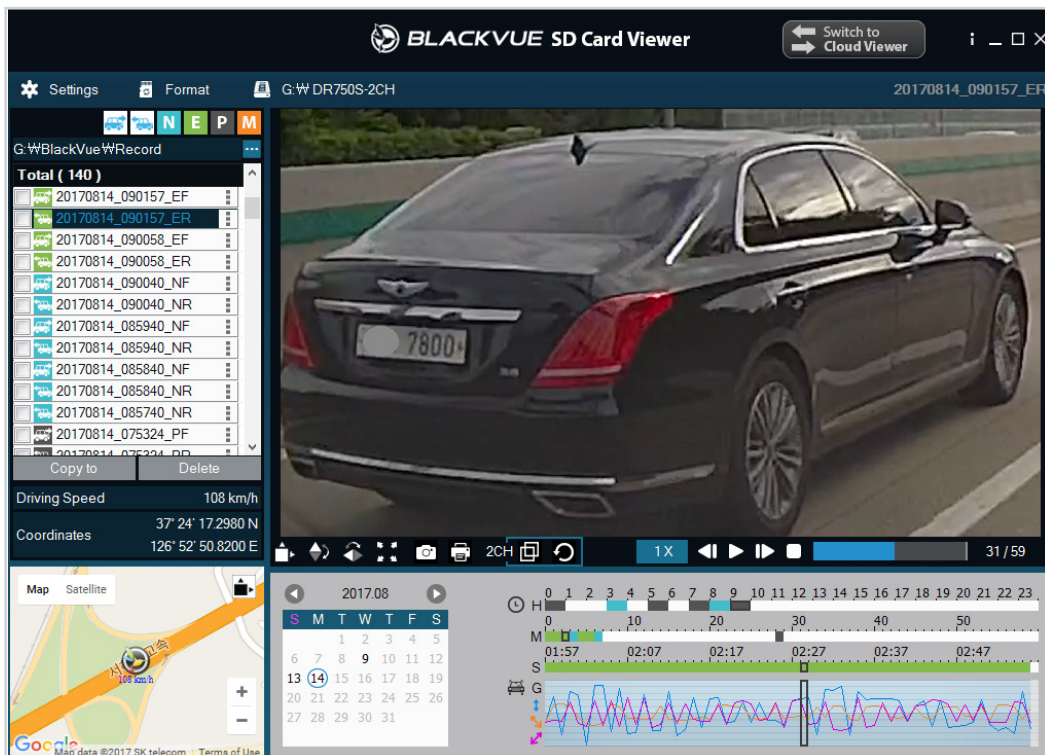 BLACKVUE SD Card Viewer
Switch to
Cloud Viewer
Settings
Format
G:₩ DR750S-2CH
20170814_090157_ER
N E P M
G:₩BlackVue₩Record
Total ( 140 )
20170814_090157_EF
20170814_090157_ER
20170814_090058_EF
20170814_090058_ER
20170814_090040_NF
20170814_090040_NR
20170814_085940_NF
20170814_085940_NR
20170814_085840_NF
20170814_085840_NR
20170814_085740_NR
20170814_075324_PF
20170814_075324_PR
Copy to
Delete
Driving Speed 108 km/h
Coordinates 37° 24' 17.2980 N
126° 52' 50.8200 E
7800
2CH
1X
31 / 59
Map Satellite
고속
108 km/h
+
−
Google
Map data ©2017 SK telecom
Terms of Use
2017.08
S M T W T F S
1 2 3 4 5
6 7 8 9 10 11 12
13 14 15 16 17 18 19
20 21 22 23 24 25 26
27 28 29 30 31
H 0 1 2 3 4 5 6 7 8 9 10 11 12 13 14 15 16 17 18 19 20 21 22 23
M 0 10 20 30 40 50
S 01:57 02:07 02:17 02:27 02:37 02:47
G